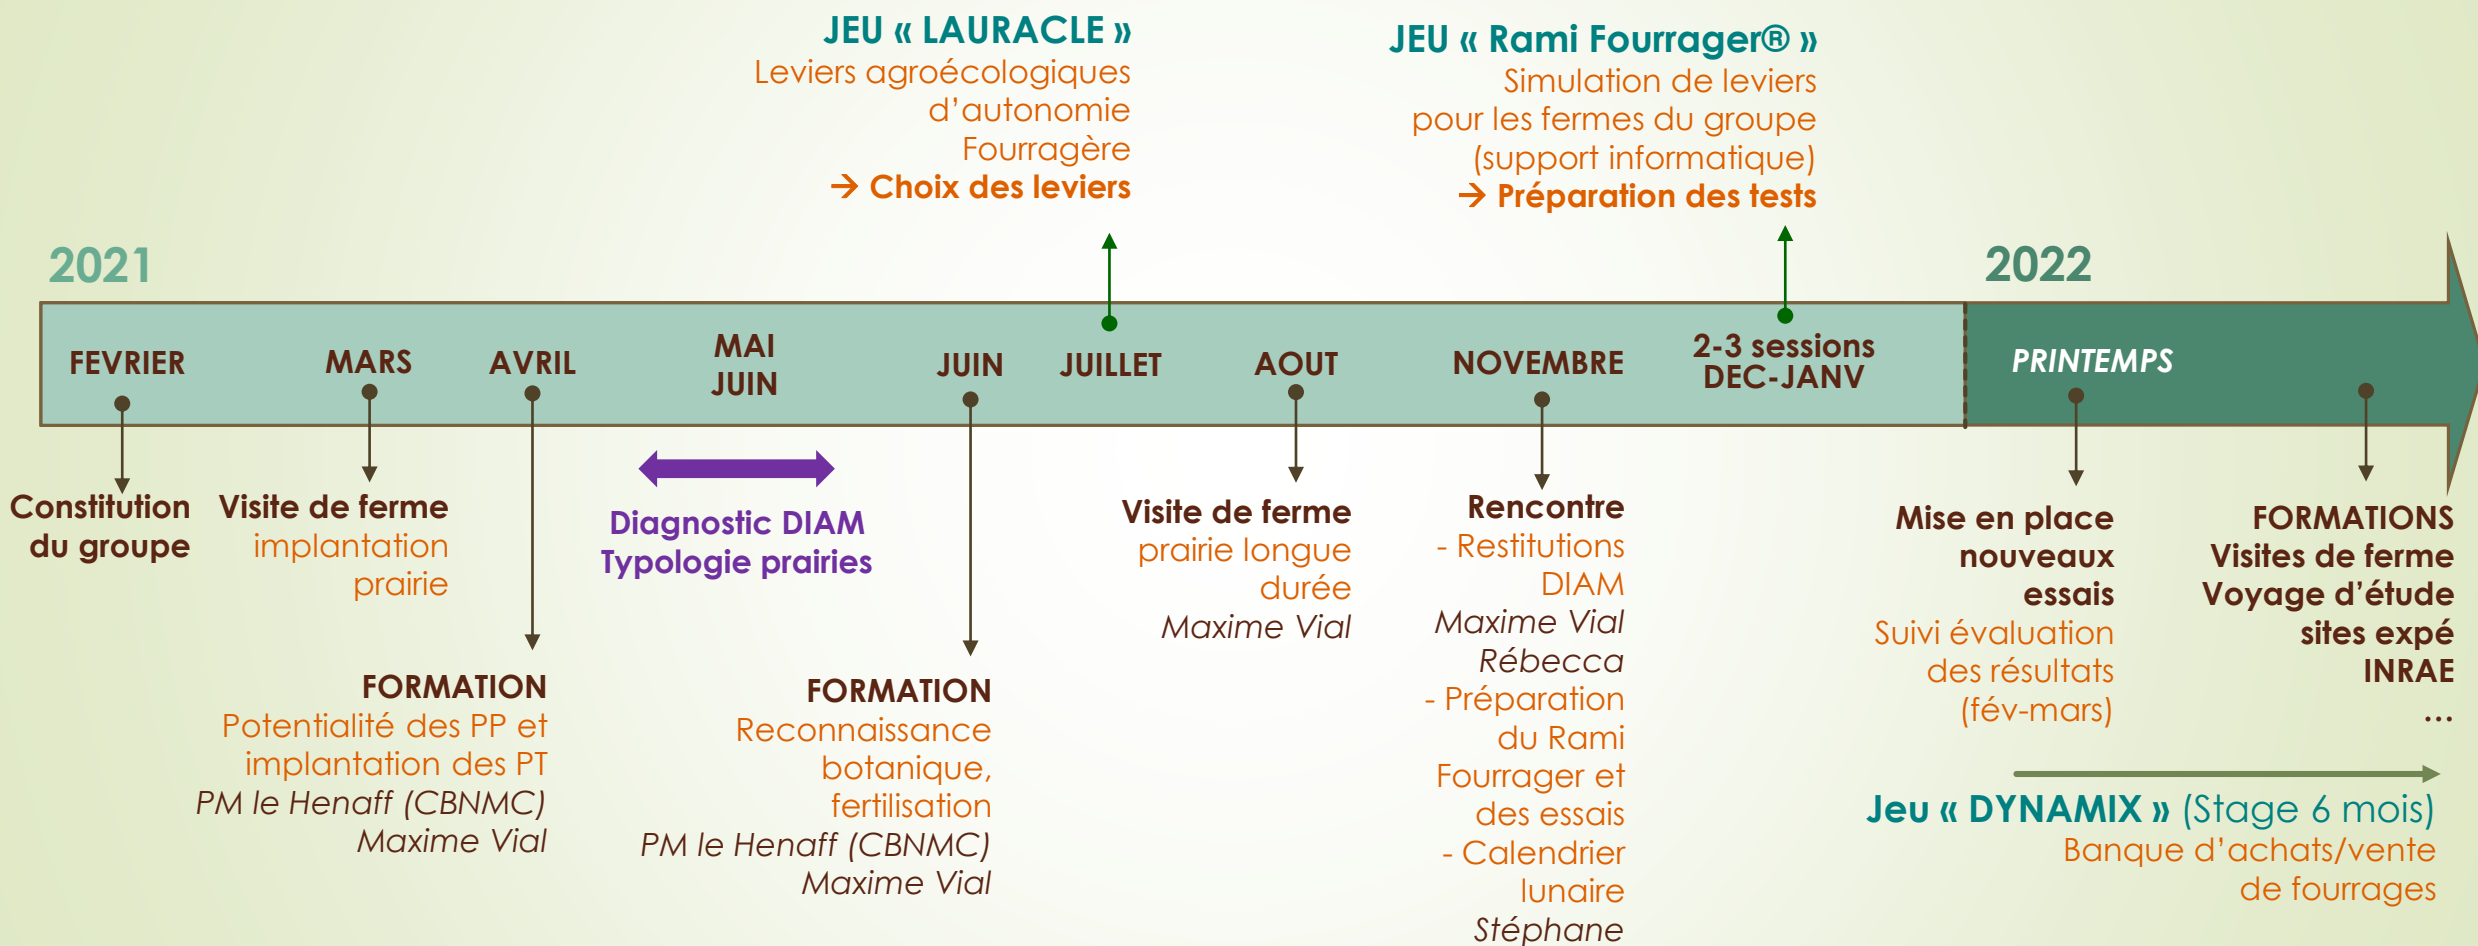 JEU « LAURACLE »
Leviers agroécologiques
d’autonomie
Fourragère
→ Choix des leviers
JEU « Rami Fourrager® »
Simulation de leviers
pour les fermes du groupe
(support informatique)
→ Préparation des tests
2021
2022
FEVRIER
MARS
AVRIL
MAI
JUIN
JUIN
JUILLET
AOUT
NOVEMBRE
2-3 sessions
DEC-JANV
PRINTEMPS
Constitution
du groupe
Visite de ferme
implantation
prairie
FORMATION
Potentialité des PP et
implantation des PT
PM le Henaff (CBNMC)
Maxime Vial
Diagnostic DIAM
Typologie prairies
FORMATION
Reconnaissance
botanique,
fertilisation
PM le Henaff (CBNMC)
Maxime Vial
Visite de ferme
prairie longue
durée
Maxime Vial
Rencontre
- Restitutions
DIAM
Maxime Vial
Rébecca
- Préparation
du Rami
Fourrager et
des essais
- Calendrier
lunaire
Stéphane
Mise en place
nouveaux
essais
Suivi évaluation
des résultats
(fév-mars)
FORMATIONS
Visites de ferme
Voyage d’étude
sites expé
INRAE
...
Jeu « DYNAMIX » (Stage 6 mois)
Banque d’achats/vente
de fourrages